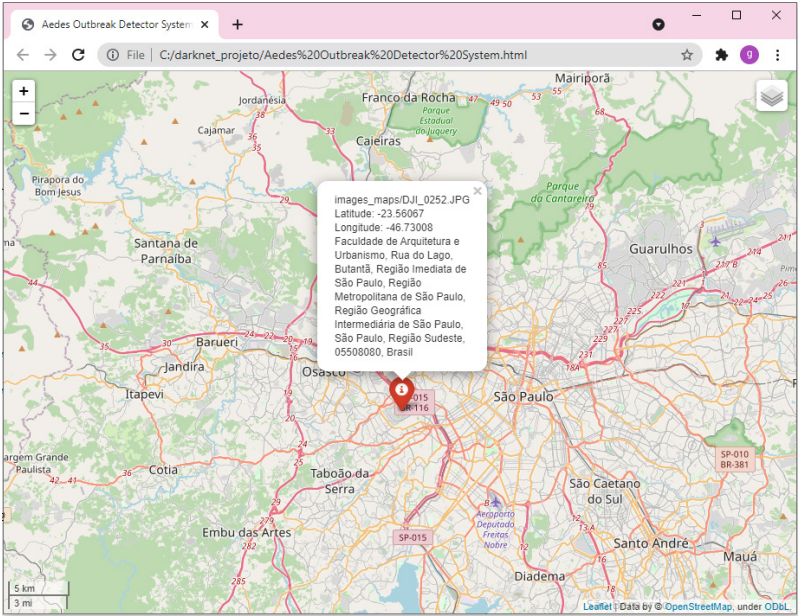 Aedes Outbreak Detector System
File
C:/darknet_projeto/Aedes%20Outbreak%20Detector%20System.html
g
+
−
Mairiporã
Jordanésia
Franco da Rocha
47
49 50
53
Parque
Estadual
do Juquery
Cajamar
Caieiras
Pirapora do
Bom Jesus
Parque
da Cantareira
Santana de
Parnaíba
Guarulhos
images_maps/DJI_0252.JPG
Latitude: -23.56067
Longitude: -46.73008
Faculdade de Arquitetura e
Urbanismo, Rua do Lago,
Butantã, Região Imediata de
São Paulo, Região
Metropolitana de São Paulo,
Região Geográfica
Intermediária de São Paulo,
São Paulo, Região Sudeste,
05508080, Brasil
Barueri
Jandira
Osasco
Itapevi
São Paulo
18A
BR-116
SP-010
BR-381
Cotia
Taboão da
Serra
São Caetano
do Sul
Aeroporto
Deputado
Freitas
Nobre
Embu das Artes
SP-015
Santo André
Mauá
Diadema
5 km
3 mi
Leaflet | Data by © OpenStreetMap, under ODbL.